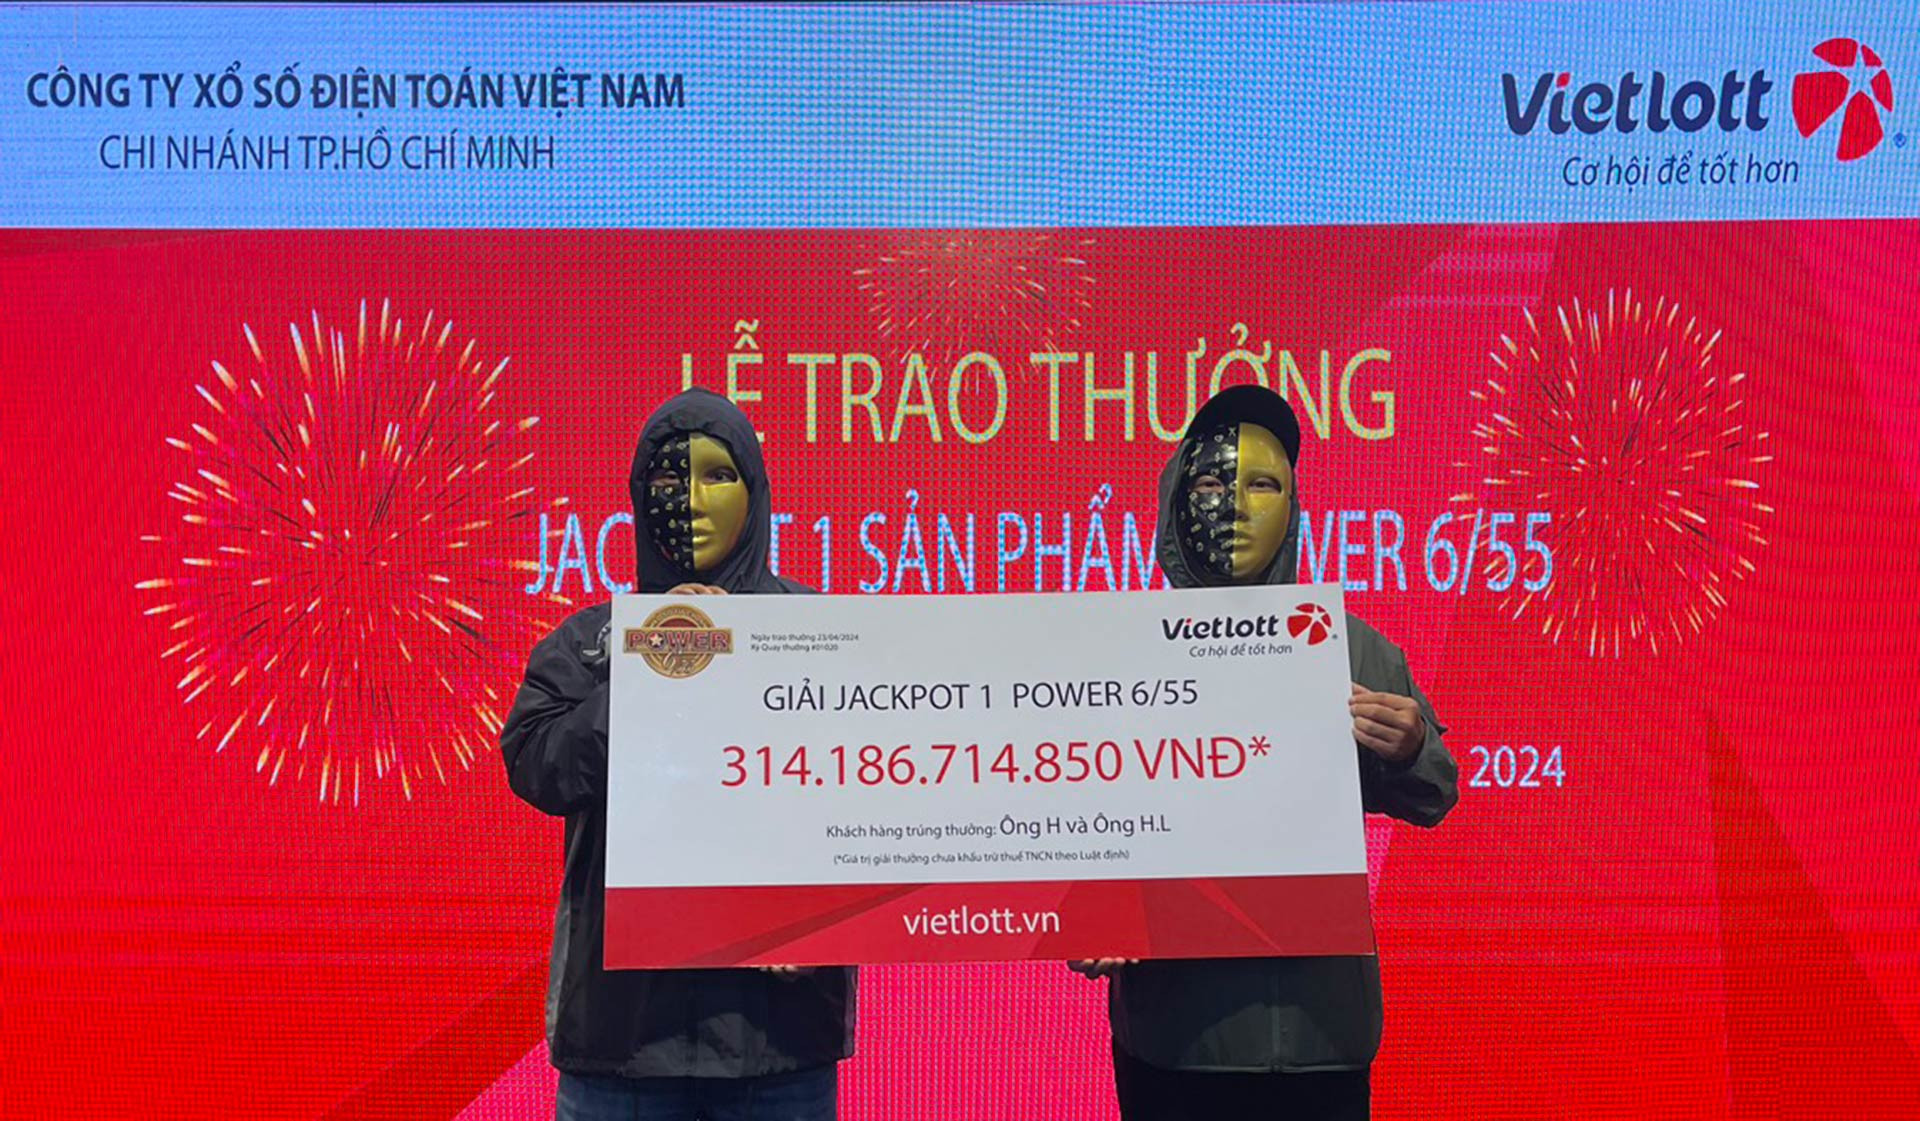 CÔNG TY XỔ SỐ ĐIỆN TOÁN VIỆT NAM
CHI NHÁNH TP.HỒ CHÍ MINH
Vietlott
Cơ hội để tốt hơn
LỄ TRAO THƯỞNG
JAC T 1 SẢN PHẨM WER 6/55
2024
POWER
6/55
Ngày trao thưởng 23/04/2024
Kỳ Quay thưởng #01020
Vietlott
Cơ hội để tốt hơn
GIẢI JACKPOT 1 POWER 6/55
314.186.714.850 VNĐ*
Khách hàng trúng thưởng: Ông H và Ông H.L
(*Giá trị giải thưởng chưa khấu trừ thuế TNCN theo Luật định)
vietlott.vn